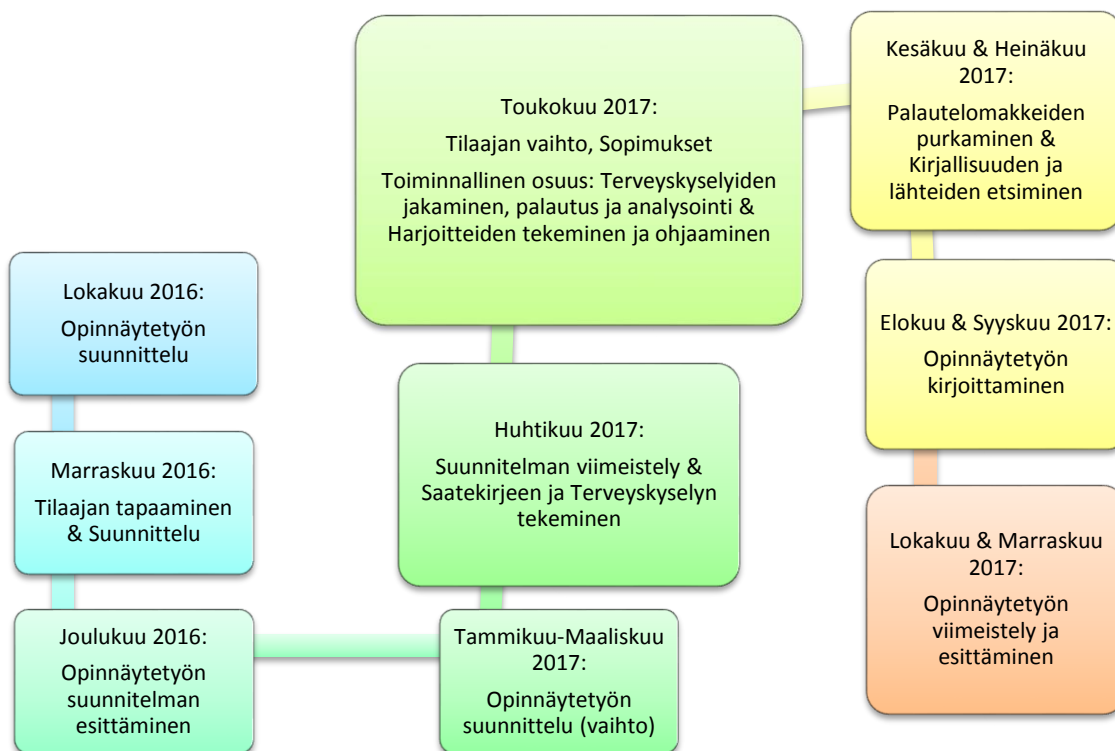 Lokakuu 2016:
Opinnäytetyön
suunnittelu
Marraskuu 2016:
Tilaajan tapaaminen
& Suunnittelu
Joulukuu 2016:
Opinnäytetyön
suunnitelman
esittäminen
Tammikuu-Maaliskuu
2017:
Opinnäytetyön
suunnittelu (vaihto)
Huhtikuu 2017:
Suunnitelman viimeistely &
Saatekirjeen ja Terveyskyselyn
tekeminen
Toukokuu 2017:
Tilaajan vaihto, Sopimukset
Toiminnallinen osuus: Terveyskyselyiden
jakaminen, palautus ja analysointi &
Harjoitteiden tekeminen ja ohjaaminen
Kesäkuu & Heinäkuu
2017:
Palautelomakkeiden
purkaminen &
Kirjallisuuden ja
lähteiden etsiminen
Elokuu & Syyskuu 2017:
Opinnäytetyön
kirjoittaminen
Lokakuu & Marraskuu
2017:
Opinnäytetyön
viimeistely ja
esittäminen